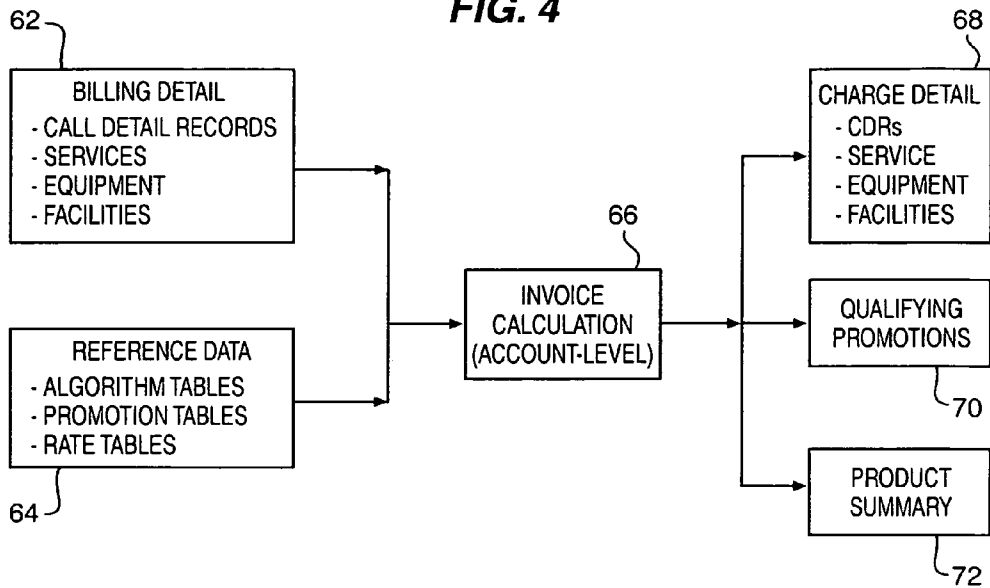 FIG. 4
62
BILLING DETAIL
- CALL DETAIL RECORDS
- SERVICES
- EQUIPMENT
- FACILITIES
REFERENCE DATA
- ALGORITHM TABLES
- PROMOTION TABLES
- RATE TABLES
64
66
INVOICE
CALCULATION
(ACCOUNT-LEVEL)
68
CHARGE DETAIL
- CDRs
- SERVICE
- EQUIPMENT
- FACILITIES
QUALIFYING
PROMOTIONS
70
PRODUCT
SUMMARY
72